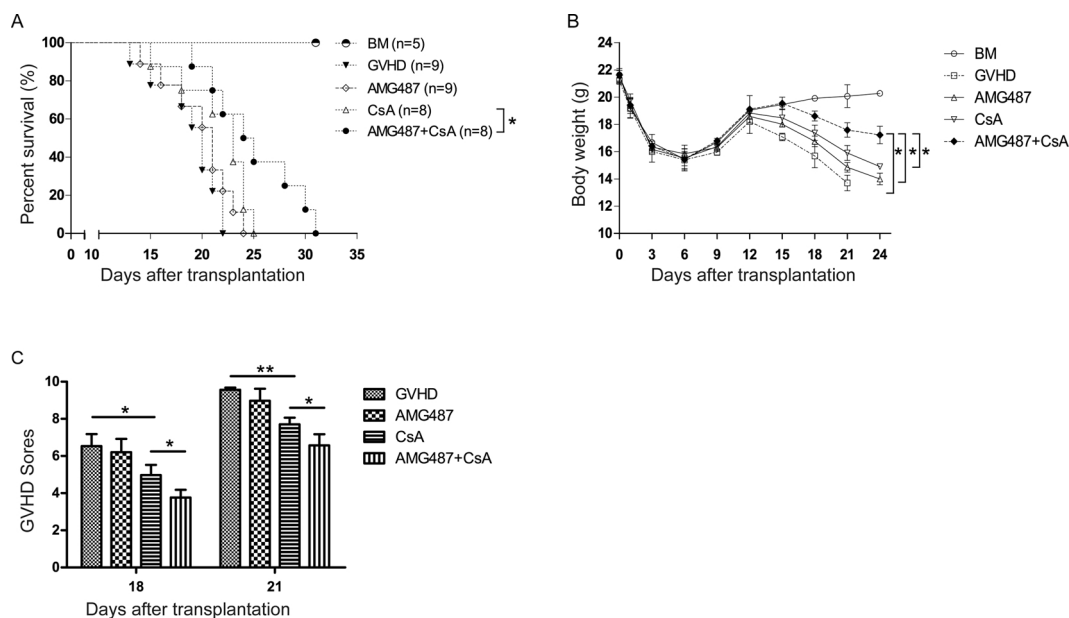 A
Percent survival (%)
100
80
60
40
20
0
0 10 15 20 25 30 35
Days after transplantation
BM (n=5)
GVHD (n=9)
AMG487 (n=9)
CsA (n=8)
AMG487+CsA (n=8)
*
B
Body weight (g)
24
22
20
18
16
14
12
10
0 3 6 9 12 15 18 21 24
Days after transplantation
BM
GVHD
AMG487
CsA
AMG487+CsA
* * *
C
GVHD Sores
10
8
6
4
2
0
* * ** *
18 21
Days after transplantation
GVHD
AMG487
CsA
AMG487+CsA